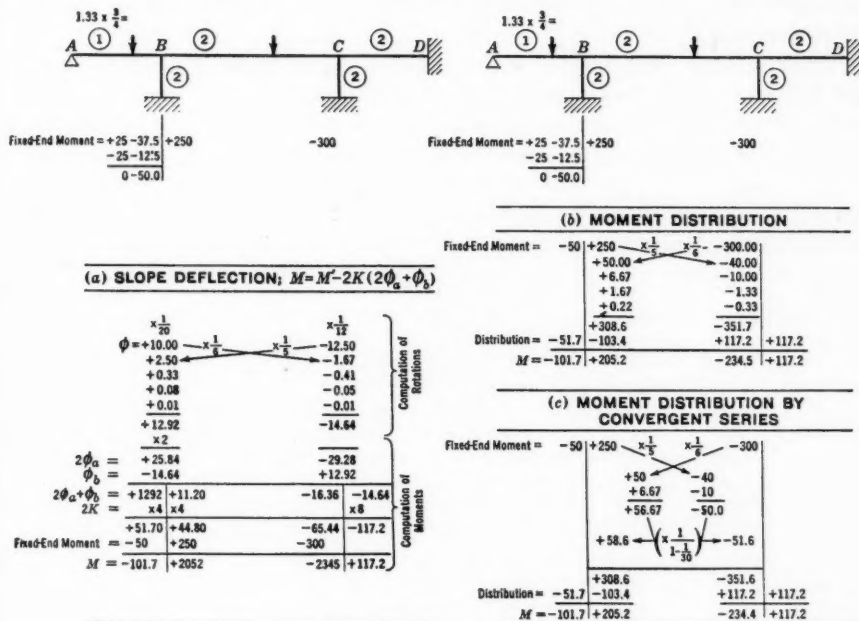 1.33 x 3/4 =
A ① B ② ② C ② D
② ②
Fixed-End Moment = +25 -37.5 +250 -300
-25 -12.5
0 -50.0
(a) SLOPE DEFLECTION; M=M'-2K(2ϕa+ϕb)
x 1/20 x 1/12
ϕ = +10.00 x 1/6 x 1/5 -12.50
+2.50 -1.67
+0.33 -0.41
+0.08 -0.05
+0.01 -0.01
+12.92 -14.64
x2
Computation of Rotations
2ϕa = +25.84 -29.28
ϕb = -14.64 +12.92
2ϕa+ϕb = +1292 +11.20 -16.36 -14.64
2K = x4 x4 x8
+51.70 +44.80 -65.44 -117.2
Fixed-End Moment = -50 +250 -300
M = -101.7 +2052 -2345 +117.2
Computation of Moments
1.33 x 3/4 =
A ① B ② C ② D
② ②
Fixed-End Moment = +25 -37.5 +250 -300
-25 -12.5
0 -50.0
(b) MOMENT DISTRIBUTION
Fixed-End Moment = -50 +250 x 1/5 x 1/6 -300.00
+50.00 -40.00
+6.67 -10.00
+1.67 -1.33
+0.22 -0.33
+308.6 -351.7
Distribution = -51.7 -103.4 +117.2 +117.2
M = -101.7 +205.2 -234.5 +117.2
(c) MOMENT DISTRIBUTION BY
CONVERGENT SERIES
Fixed-End Moment = -50 +250 x 1/5 x 1/6 -300
+50 -40
+6.67 -10
+56.67 -50.0
+58.6 (x 1/(1-1/30)) -51.6
+308.6 -351.6
Distribution = -51.7 -103.4 +117.2 +117.2
M = -101.7 +205.2 -234.4 +117.2